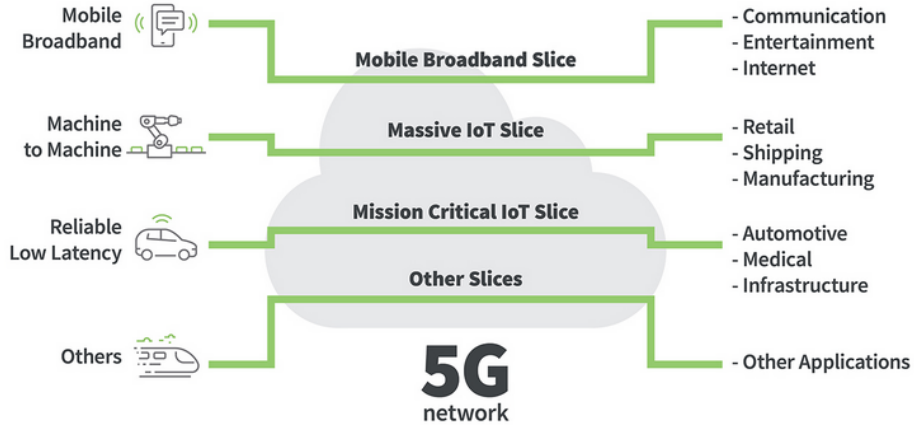 Mobile
Broadband
Mobile Broadband Slice
- Communication
- Entertainment
- Internet
Machine
to Machine
Massive IoT Slice
- Retail
- Shipping
- Manufacturing
Reliable
Low Latency
Mission Critical IoT Slice
- Automotive
- Medical
- Infrastructure
Others
Other Slices
- Other Applications
5G
network